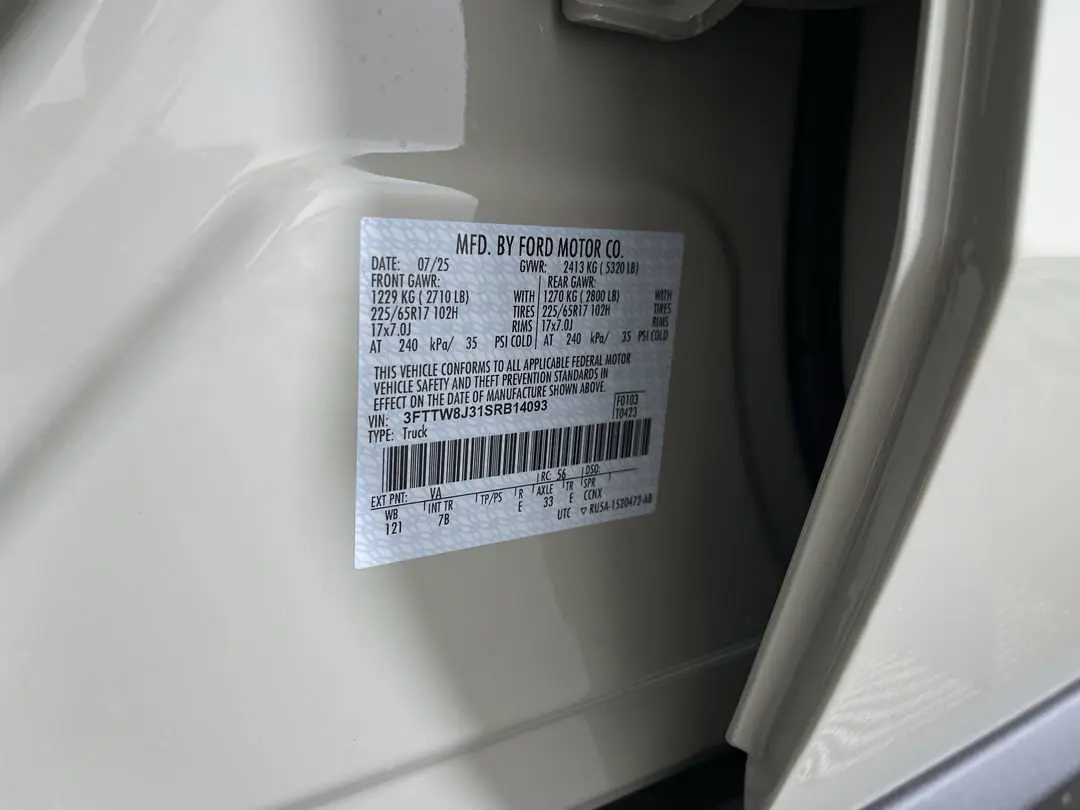 MFD. BY FORD MOTOR CO.
DATE: 07/25 GVWR: 2413 KG ( 5320 LB)
FRONT GAWR: REAR GAWR:
1229 KG ( 2710 LB) WITH 1270 KG ( 2800 LB) WITH
225/65R17 102H TIRES 225/65R17 102H TIRES
17x7.0J RIMS 17x7.0J RIMS
AT 240 kPa/ 35 PSI COLD AT 240 kPa/ 35 PSI COLD
THIS VEHICLE CONFORMS TO ALL APPLICABLE FEDERAL MOTOR
VEHICLE SAFETY AND THEFT PREVENTION STANDARDS IN
EFFECT ON THE DATE OF MANUFACTURE SHOWN ABOVE.
VIN: 3FTTW8J31SRB14093 F0103
TYPE: Truck T0423
EXT PNT: VA RC: 56 DSO:
WB INT TR TP/PS R AXLE TR SPR
121 7B E 33 E CCNX
UTC ▽ RU5A-1520472-AB